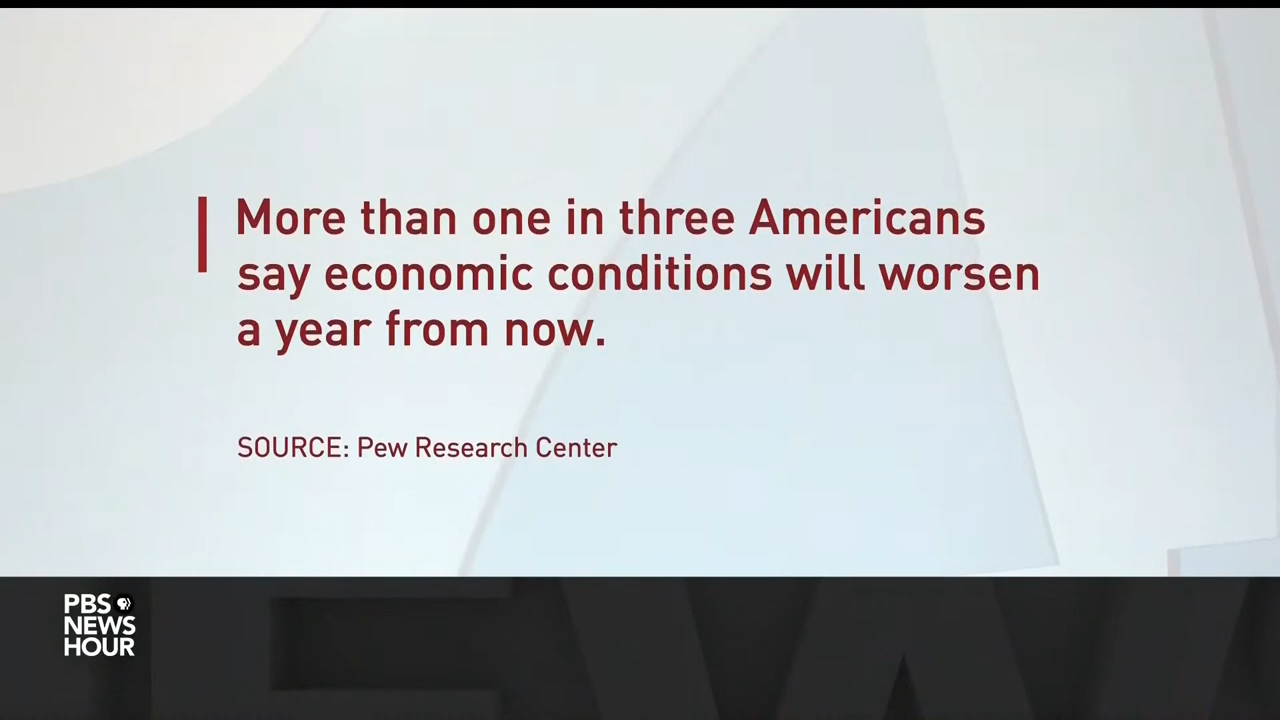 More than one in three Americans
say economic conditions will worsen
a year from now.
SOURCE: Pew Research Center
PBS
NEWS
HOUR